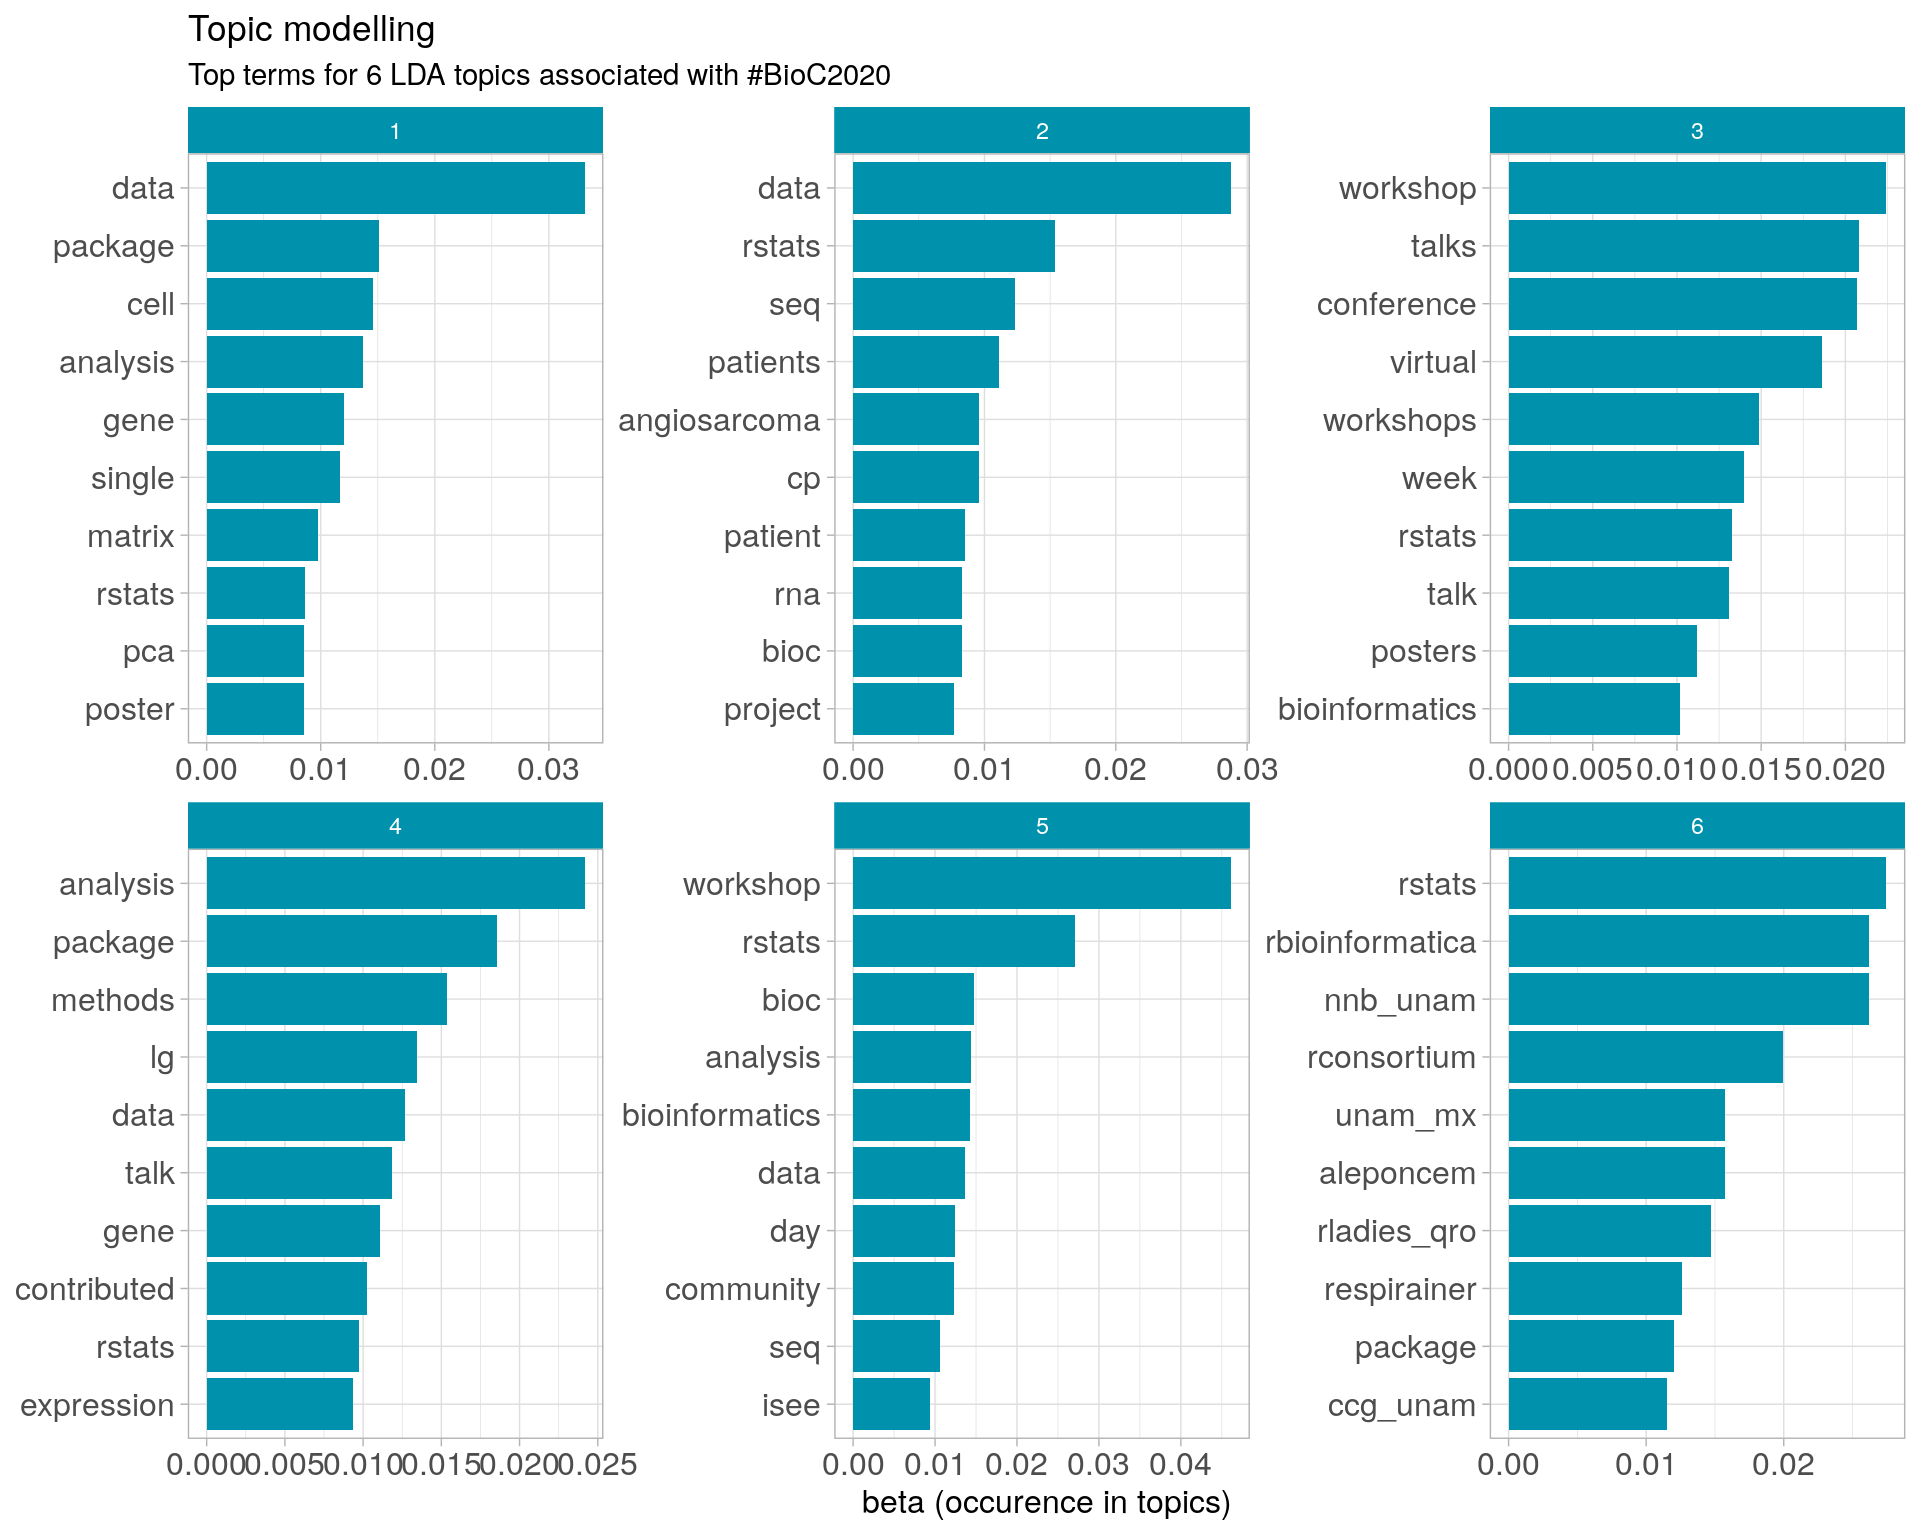 Topic modelling
Top terms for 6 LDA topics associated with #BioC2020
1
data
package
cell
analysis
gene
single
matrix
rstats
pca
poster
0.00 0.01 0.02 0.03
2
data
rstats
seq
patients
angiosarcoma
cp
patient
rna
bioc
project
0.00 0.01 0.02 0.03
3
workshop
talks
conference
virtual
workshops
week
rstats
talk
posters
bioinformatics
0.000 0.005 0.010 0.015 0.020
4
analysis
package
methods
lg
data
talk
gene
contributed
rstats
expression
0.000 0.005 0.010 0.015 0.020 0.025
5
workshop
rstats
bioc
analysis
bioinformatics
data
day
community
seq
isee
0.00 0.01 0.02 0.03 0.04
6
rstats
rbioinformatica
nnb_unam
rconsortium
unam_mx
aleponcem
rladies_qro
respirainer
package
ccg_unam
0.00 0.01 0.02
beta (occurence in topics)